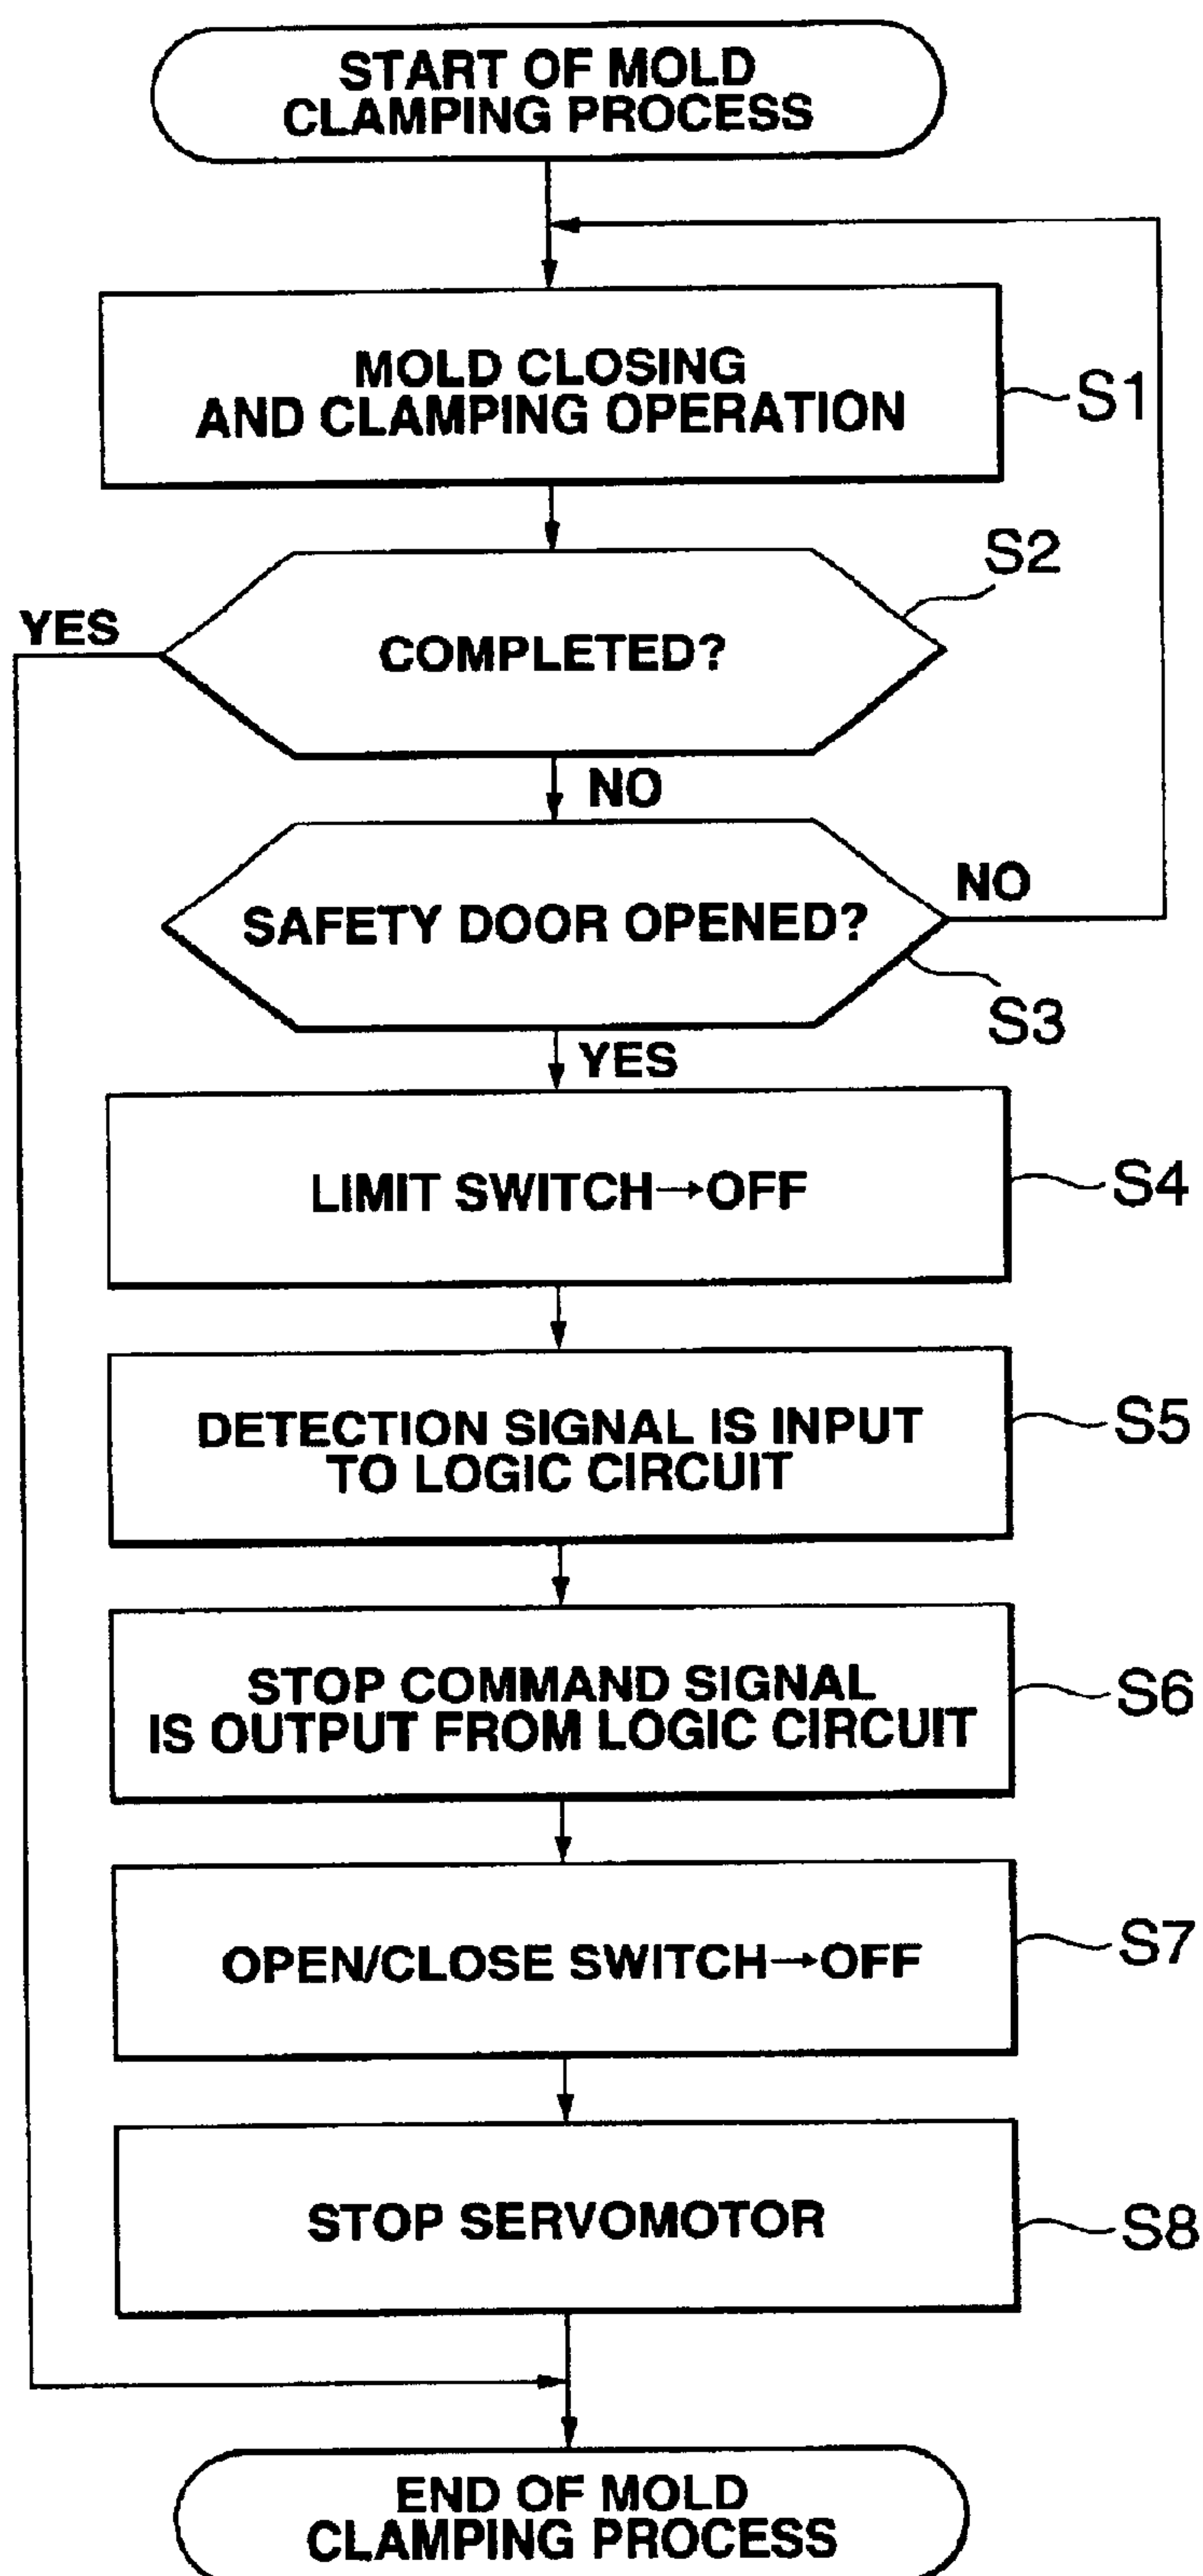 START OF MOLD
CLAMPING PROCESS
MOLD CLOSING
AND CLAMPING OPERATION
S1
S2
YES
COMPLETED?
NO
NO
SAFETY DOOR OPENED?
S3
YES
LIMIT SWITCH→OFF
S4
DETECTION SIGNAL IS INPUT
TO LOGIC CIRCUIT
S5
STOP COMMAND SIGNAL
IS OUTPUT FROM LOGIC CIRCUIT
S6
OPEN/CLOSE SWITCH→OFF
S7
STOP SERVOMOTOR
S8
END OF MOLD
CLAMPING PROCESS